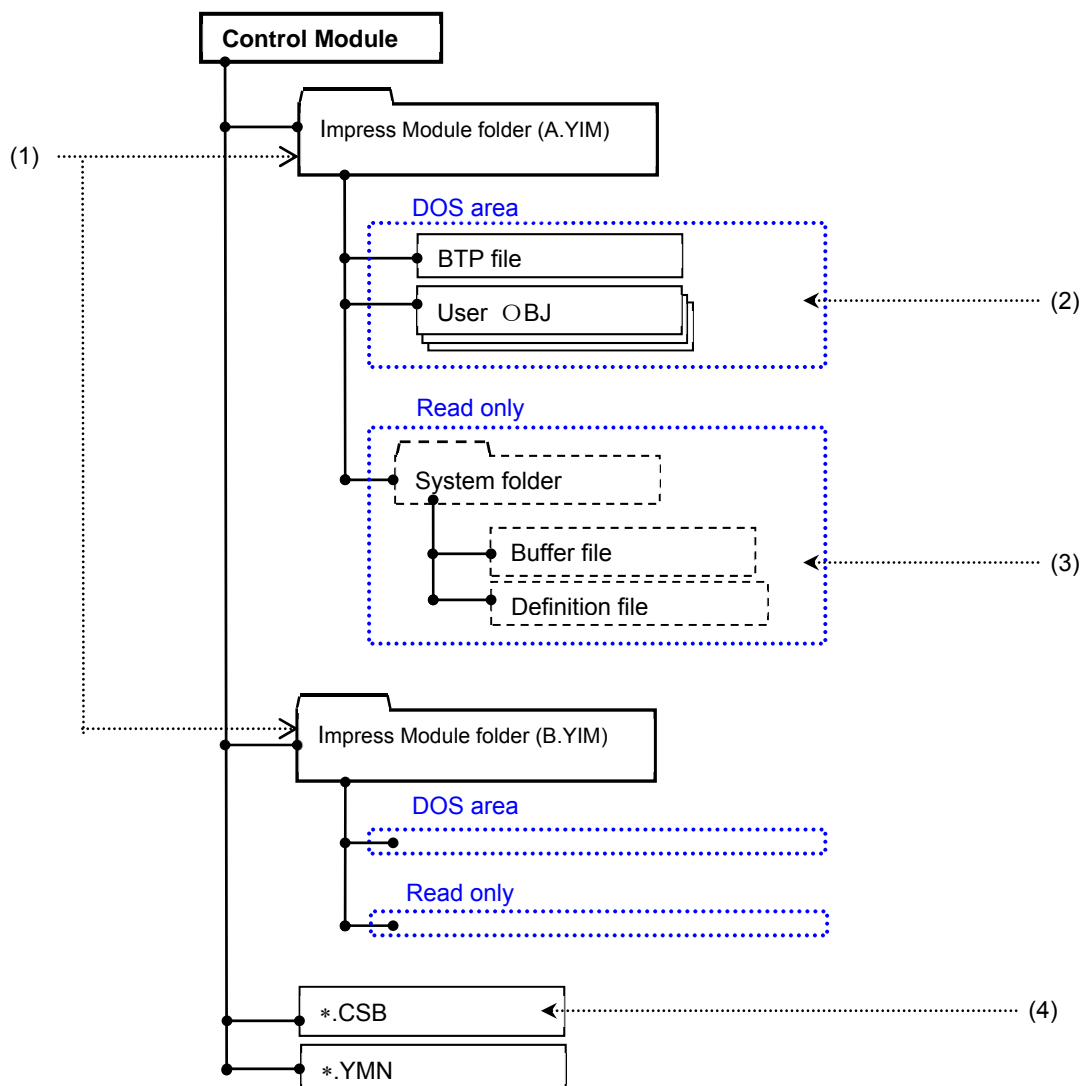 Control Module
Impress Module folder (A.YIM)
(1)
DOS area
BTP file
User OBJ
(2)
Read only
System folder
Buffer file
(3)
Definition file
Impress Module folder (B.YIM)
DOS area
Read only
*.CSB
(4)
*.YMN